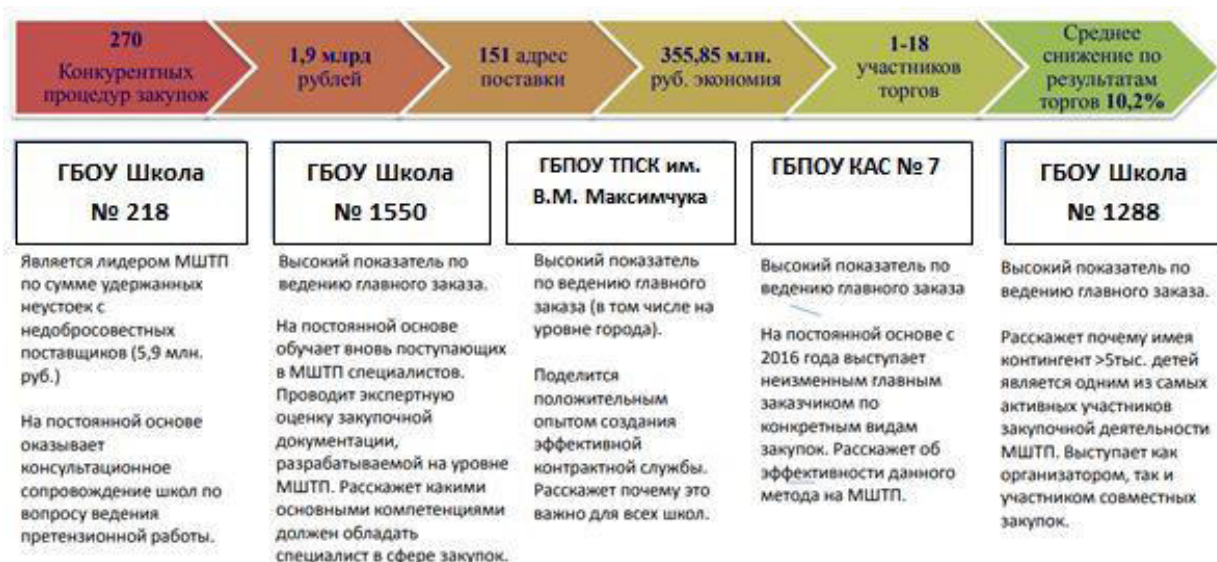 270
Конкурентных
процедур закупок
1,9 млрд
рублей
151 адрес
поставки
355,85 млн.
руб. экономия
1-18
участников
торгов
Среднее
снижение по
результатам
торгов 10,2%
ГБОУ Школа
№ 218
Является лидером МШТП
по сумме удержанных
неустоек с
недобросовестных
поставщиков (5,9 млн.
руб.)
На постоянной основе
оказывает
консультационное
сопровождение школ по
вопросу ведения
претензионной работы.
ГБОУ Школа
№ 1550
Высокий показатель по
ведению главного заказа.
На постоянной основе
обучает вновь поступающих
в МШТП специалистов.
Проводит экспертную
оценку закупочной
документации,
разрабатываемой на уровне
МШТП. Расскажет какими
основными компетенциями
должен обладать
специалист в сфере закупок.
ГБПОУ ТПСК им.
В.М. Максимчука
Высокий показатель
по ведению главного
заказа (в том числе на
уровне города).
Поделится
положительным
опытом создания
эффективной
контрактной службы.
Расскажет почему это
важно для всех школ.
ГБПОУ КАС № 7
Высокий показатель по
ведению главного заказа
На постоянной основе с
2016 года выступает
неизменным главным
заказчиком по
конкретным видам
закупок. Расскажет об
эффективности данного
метода на МШТП.
ГБОУ Школа
№ 1288
Высокий показатель по
ведению главного заказа.
Расскажет почему имея
контингент >5тыс. детей
является одним из самых
активных участников
закупочной деятельности
МШТП. Выступает как
организатором, так и
участником совместных
закупок.